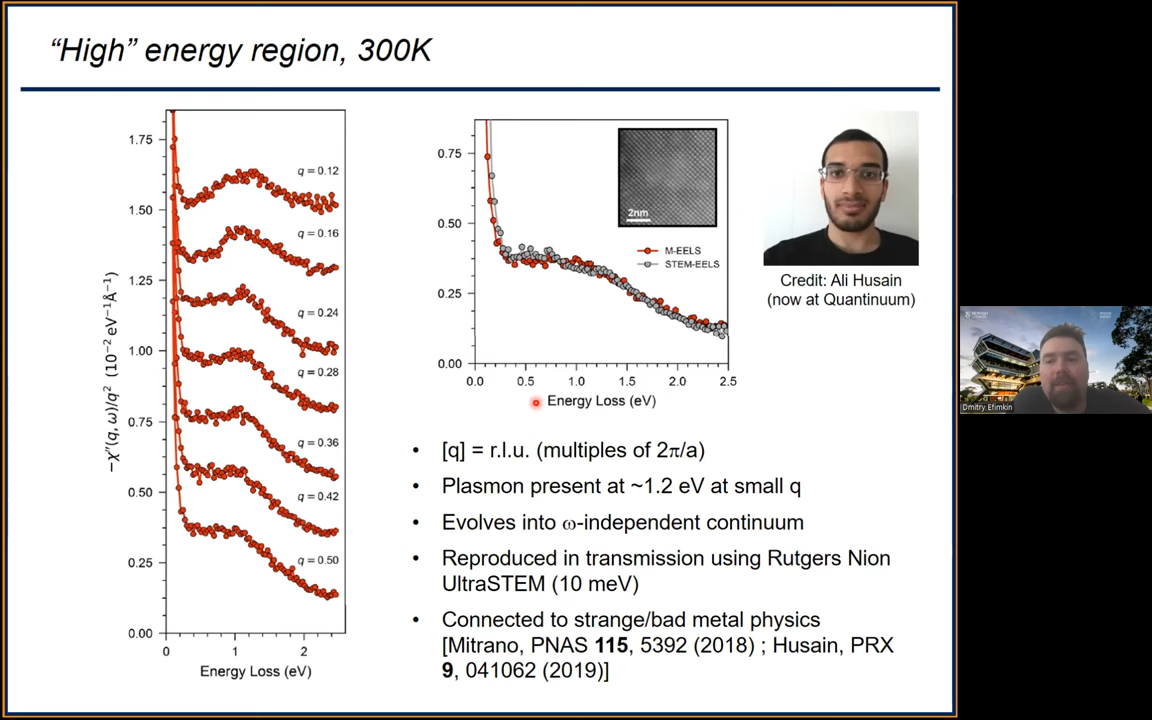 “High” energy region, 300K
−χ″(q, ω)/q² (10⁻² eV⁻¹Å⁻¹)
1.75
1.50
1.25
1.00
0.75
0.50
0.25
0.00
q = 0.12
q = 0.16
q = 0.24
q = 0.28
q = 0.36
q = 0.42
q = 0.50
0
1
2
Energy Loss (eV)
0.75
0.50
0.25
0.00
2nm
M-EELS
STEM-EELS
0.0
0.5
1.0
1.5
2.0
2.5
Energy Loss (eV)
Credit: Ali Husain
(now at Quantinuum)
• [q] = r.l.u. (multiples of 2π/a)
• Plasmon present at ~1.2 eV at small q
• Evolves into ω-independent continuum
• Reproduced in transmission using Rutgers Nion
UltraSTEM (10 meV)
• Connected to strange/bad metal physics
[Mitrano, PNAS 115, 5392 (2018) ; Husain, PRX
9, 041062 (2019)]
Dmitry Efimkin